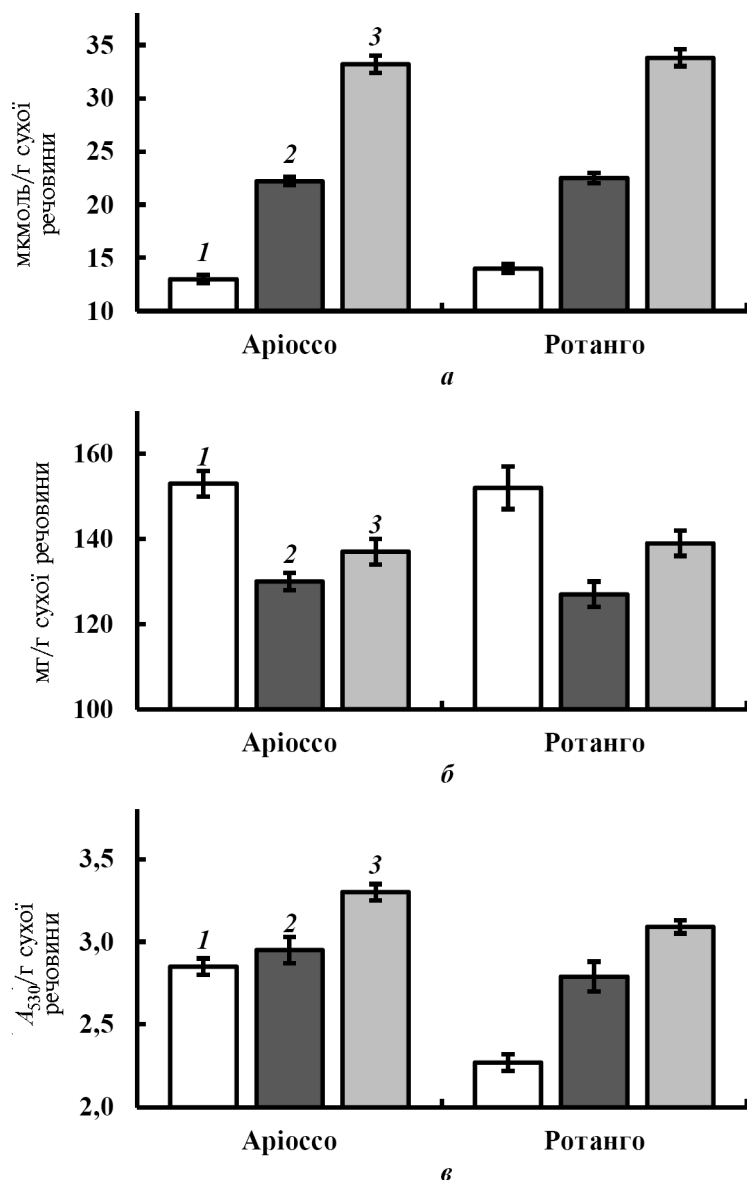 35
30
25
20
15
10
мкмоль/г сухої
речовини
1
2
3
Аріоссо
Ротанго
а
160
140
120
100
мг/г сухої речовини
1
2
3
Аріоссо
Ротанго
б
3,5
3,0
2,5
2,0
A530/г сухої
речовини
1
2
3
Аріоссо
Ротанго
в